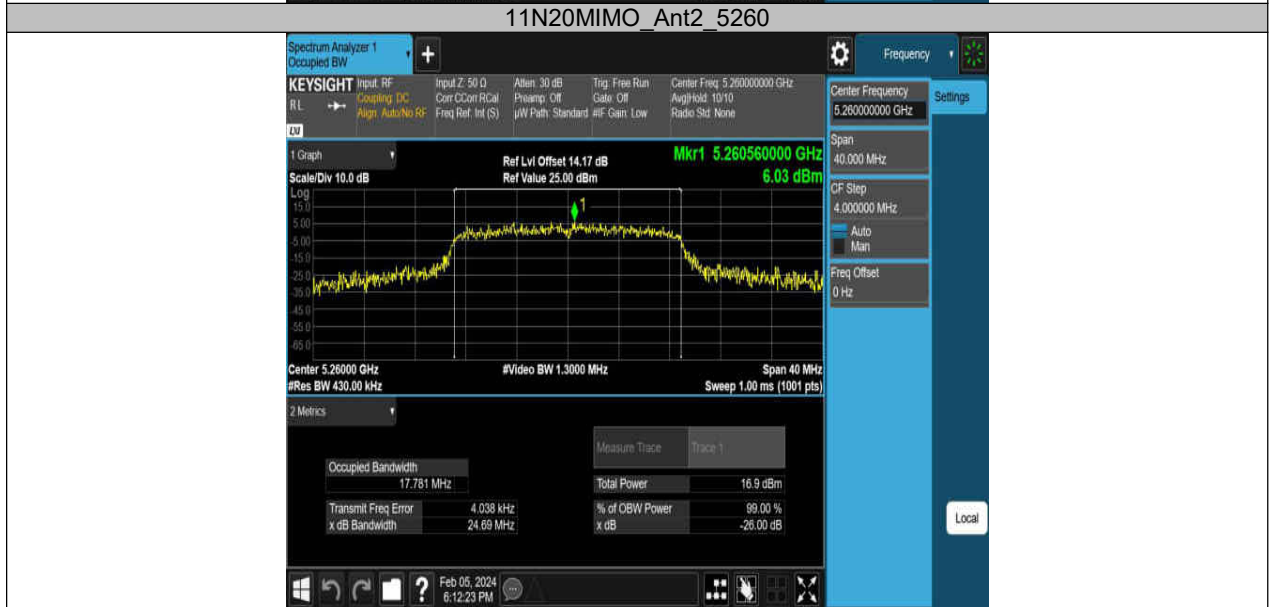 11N20MIMO_Ant2_5260
Spectrum Analyzer 1
Occupied BW
+
Frequency
KEYSIGHT
RL
LXI
Input: RF
Coupling: DC
Align: Auto/No RF
Input Z: 50 Ω
Corr CCorr RCal
Freq Ref: Int (S)
Atten: 30 dB
Preamp: Off
µW Path: Standard
Trig: Free Run
Gate: Off
#IF Gain: Low
Center Freq: 5.260000000 GHz
Avg|Hold: 10/10
Radio Std: None
Center Frequency
5.260000000 GHz
Settings
Span
40.000 MHz
CF Step
4.000000 MHz
Auto
Man
Freq Offset
0 Hz
Local
1 Graph
Scale/Div 10.0 dB
Ref Lvl Offset 14.17 dB
Ref Value 25.00 dBm
Mkr1 5.260560000 GHz
6.03 dBm
Log
15.0
5.00
-5.00
-15.0
-25.0
-35.0
-45.0
-55.0
-65.0
1
Center 5.26000 GHz
#Video BW 1.3000 MHz
Span 40 MHz
#Res BW 430.00 kHz
Sweep 1.00 ms (1001 pts)
2 Metrics
Measure Trace
Trace 1
Occupied Bandwidth
17.781 MHz
Total Power
16.9 dBm
Transmit Freq Error
4.038 kHz
% of OBW Power
99.00 %
x dB Bandwidth
24.69 MHz
x dB
-26.00 dB
?
Feb 05, 2024
6:12:23 PM